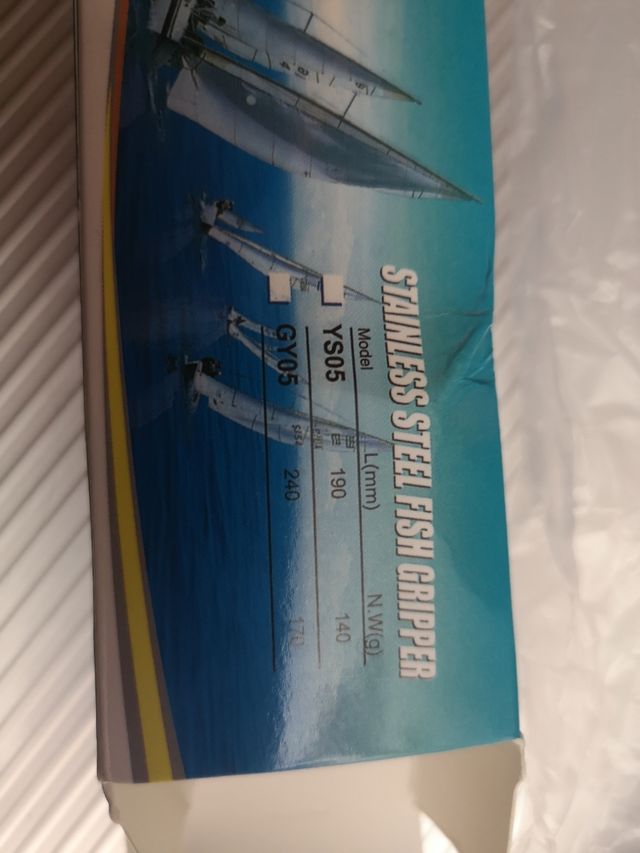 STAINLESS STEEL FISH GRIPPER
Model L(mm) N.W(g)
YS05 190 140
GY05 240 170